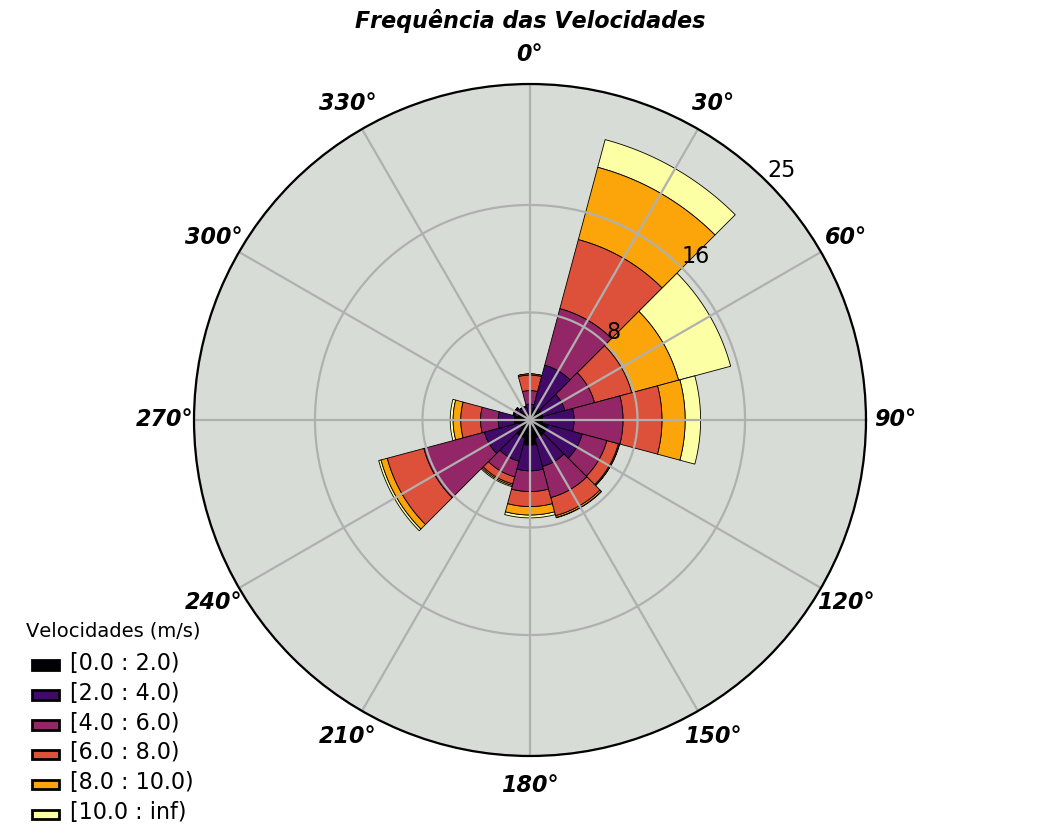 Frequência das Velocidades
0°
330°
30°
25
300°
60°
16
8
270°
90°
240°
120°
210°
150°
180°
Velocidades (m/s)
[0.0 : 2.0)
[2.0 : 4.0)
[4.0 : 6.0)
[6.0 : 8.0)
[8.0 : 10.0)
[10.0 : inf)